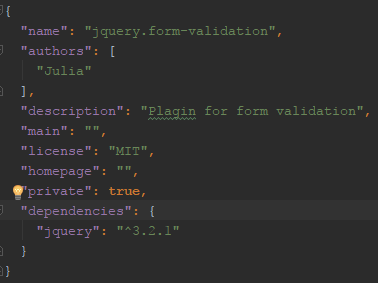 {
"name": "jquery.form-validation",
"authors": [
"Julia"
],
"description": "Plagin for form validation",
"main": "",
"license": "MIT",
"homepage": "",
"private": true,
"dependencies": {
"jquery": "^3.2.1"
}
}